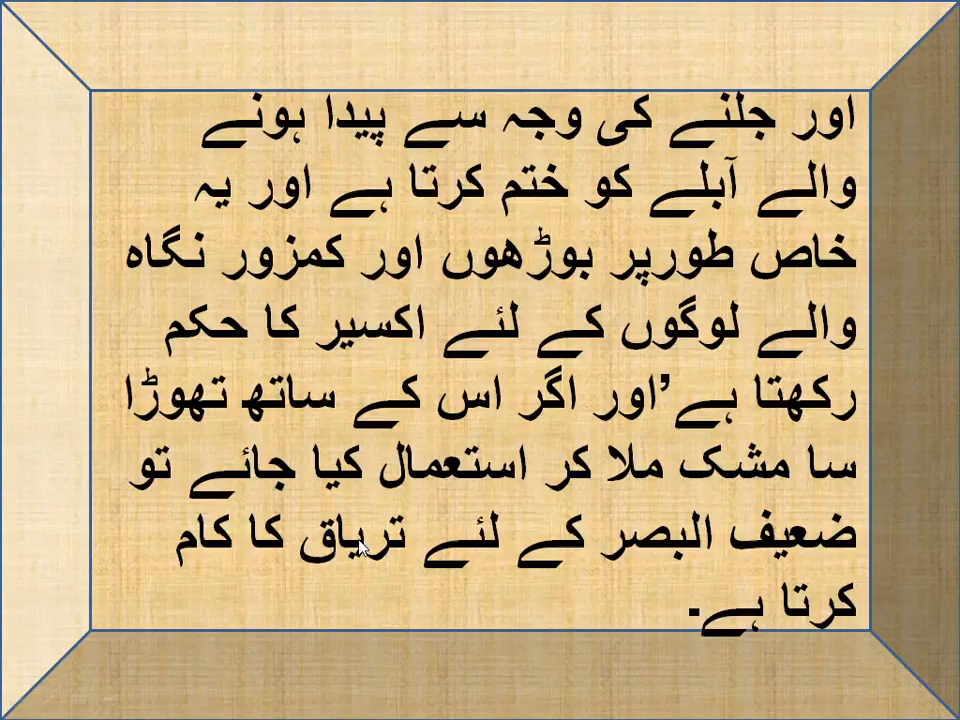 اور جلنے کی وجہ سے پیدا ہونے
والے آبلے کو ختم کرتا ہے اور یہ
خاص طورپر بوڑھوں اور کمزور نگاہ
والے لوگوں کے لئے اکسیر کا حکم
رکھتا ہے’اور اگر اس کے ساتھ تھوڑا
سا مشک ملا کر استعمال کیا جائے تو
ضعیف البصر کے لئے تریاق کا کام
کرتا ہے۔